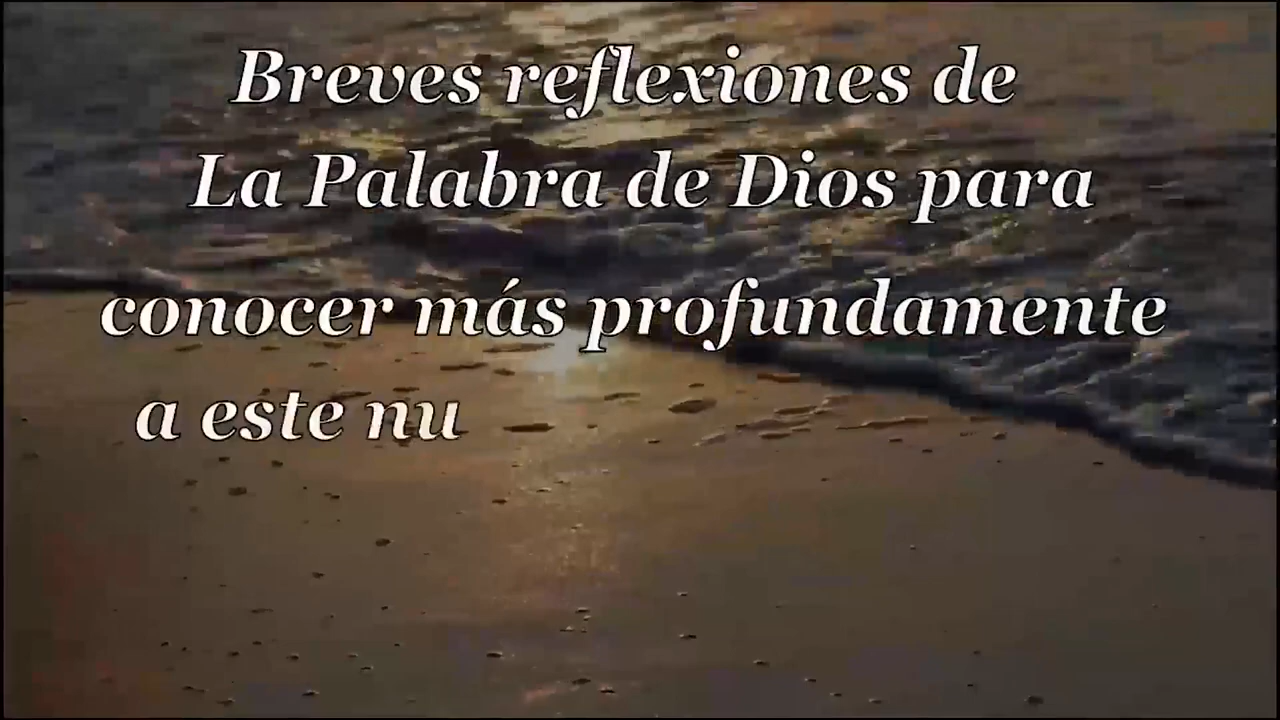 Breves reflexiones de
La Palabra de Dios para
conocer más profundamente
a este nu